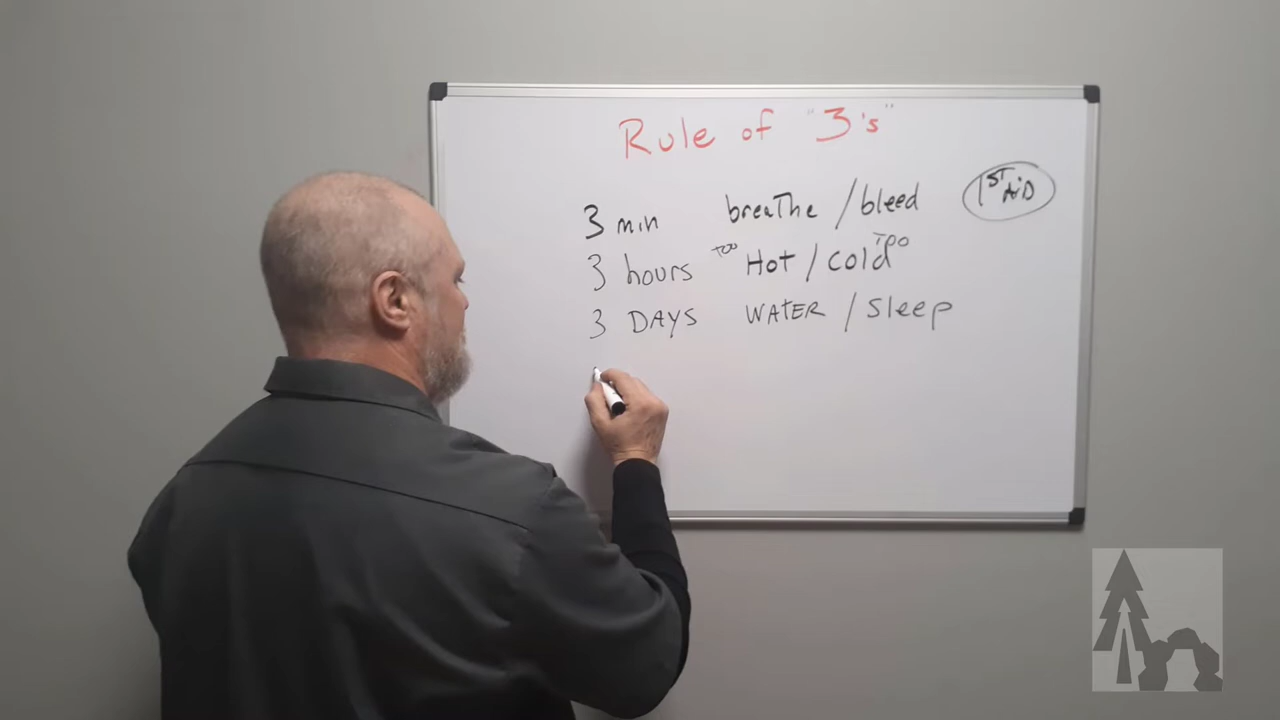 Rule of "3's"
3 min breathe / bleed 1ST AiD
3 hours too Hot / cold too
3 DAYS WATER / Sleep